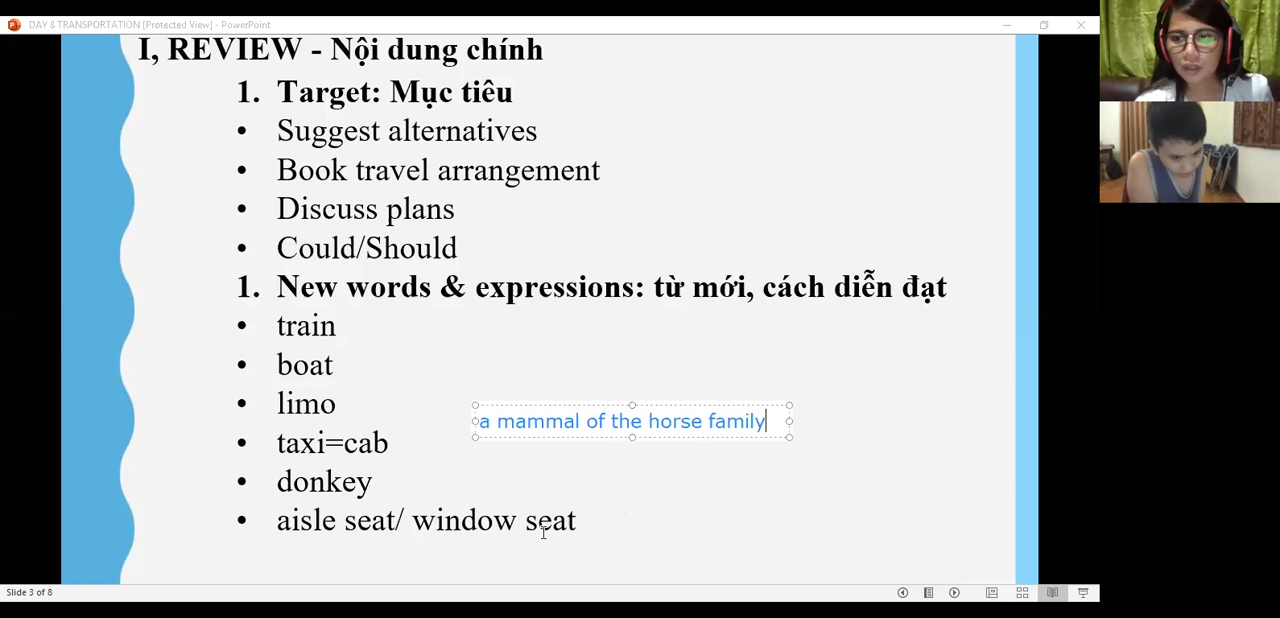 DAY 8 TRANSPORTATION [Protected View] - PowerPoint
I, REVIEW - Nội dung chính
1. Target: Mục tiêu
• Suggest alternatives
• Book travel arrangement
• Discuss plans
• Could/Should
1. New words & expressions: từ mới, cách diễn đạt
• train
• boat
• limo
a mammal of the horse family
• taxi=cab
• donkey
• aisle seat/ window seat
Slide 3 of 8